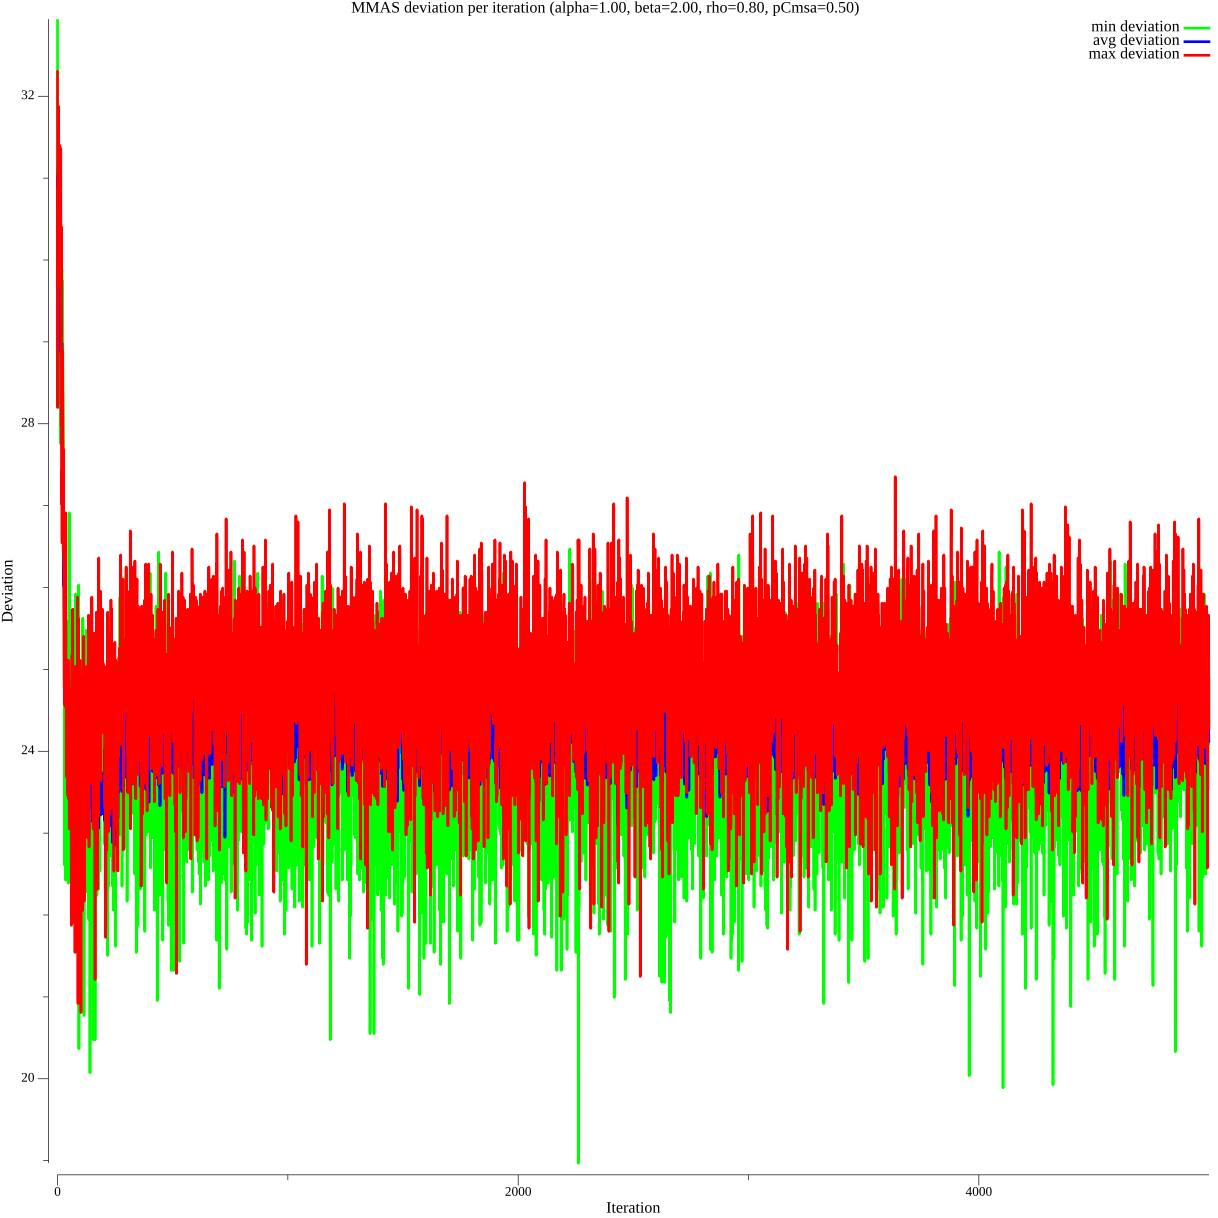 MMAS deviation per iteration (alpha=1.00, beta=2.00, rho=0.80, pCmsa=0.50)
min deviation
avg deviation
max deviation
32
28
24
20
Deviation
0 2000 4000
Iteration